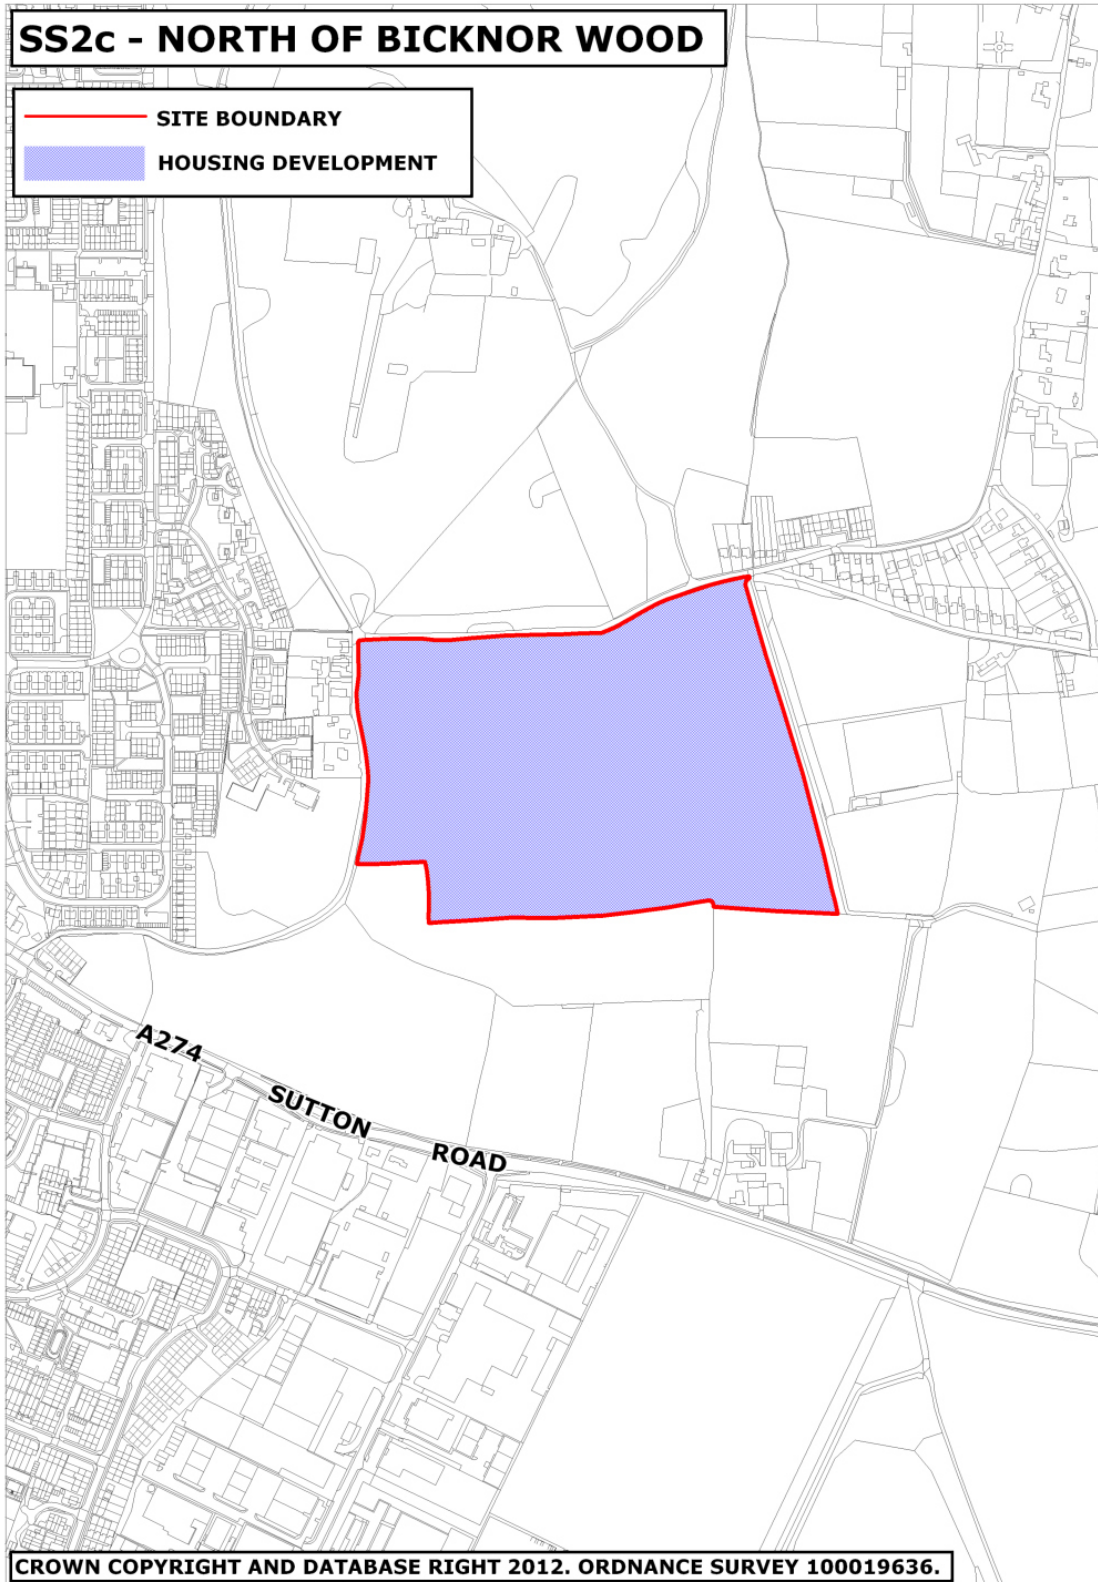 SS2c - NORTH OF BICKNOR WOOD
SITE BOUNDARY
HOUSING DEVELOPMENT
A274 SUTTON ROAD
CROWN COPYRIGHT AND DATABASE RIGHT 2012. ORDNANCE SURVEY 100019636.